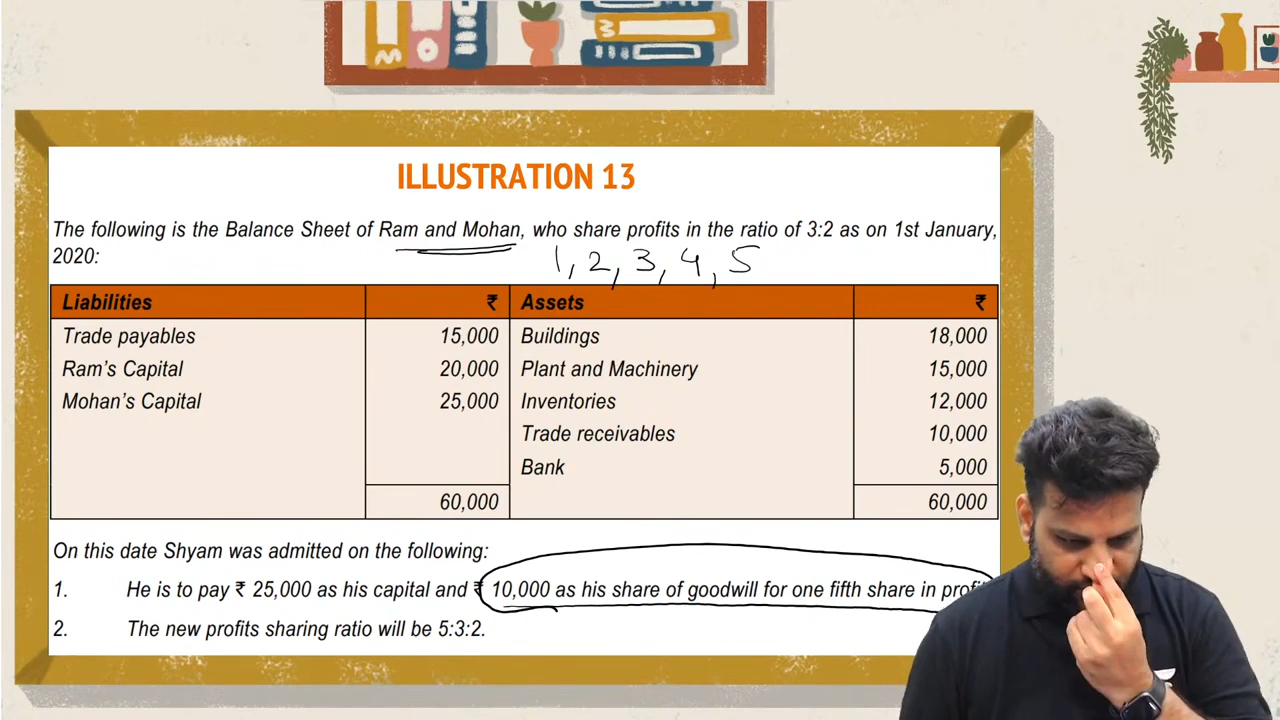 ILLUSTRATION 13
The following is the Balance Sheet of Ram and Mohan, who share profits in the ratio of 3:2 as on 1st January,
2020:
1, 2, 3, 4, 5
Liabilities ₹ Assets ₹
Trade payables 15,000 Buildings 18,000
Ram's Capital 20,000 Plant and Machinery 15,000
Mohan's Capital 25,000 Inventories 12,000
Trade receivables 10,000
Bank 5,000
60,000 60,000
On this date Shyam was admitted on the following:
1. He is to pay ₹ 25,000 as his capital and ₹ 10,000 as his share of goodwill for one fifth share in
2. The new profits sharing ratio will be 5:3:2.